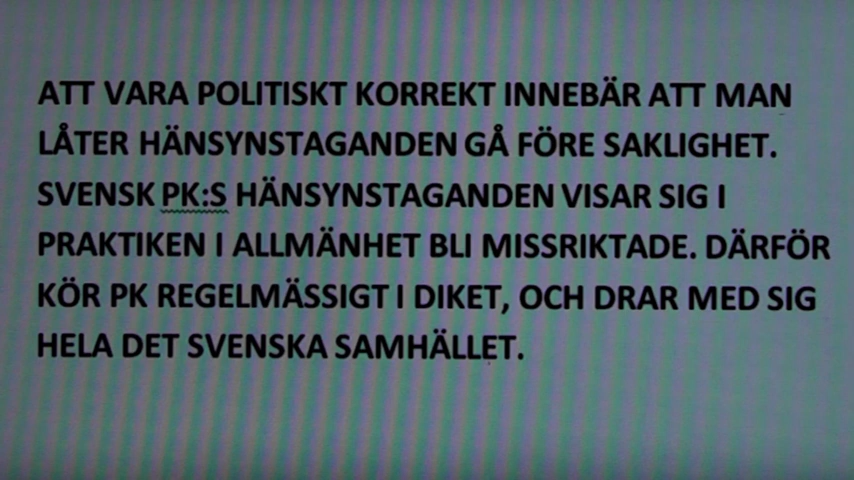 ATT VARA POLITISKT KORREKT INNEBÄR ATT MAN
LÅTER HÄNSYNSTAGANDEN GÅ FÖRE SAKLIGHET.
SVENSK PK:S HÄNSYNSTAGANDEN VISAR SIG I
PRAKTIKEN I ALLMÄNHET BLI MISSRIKTADE. DÄRFÖR
KÖR PK REGELMÄSSIGT I DIKET, OCH DRAR MED SIG
HELA DET SVENSKA SAMHÄLLET.